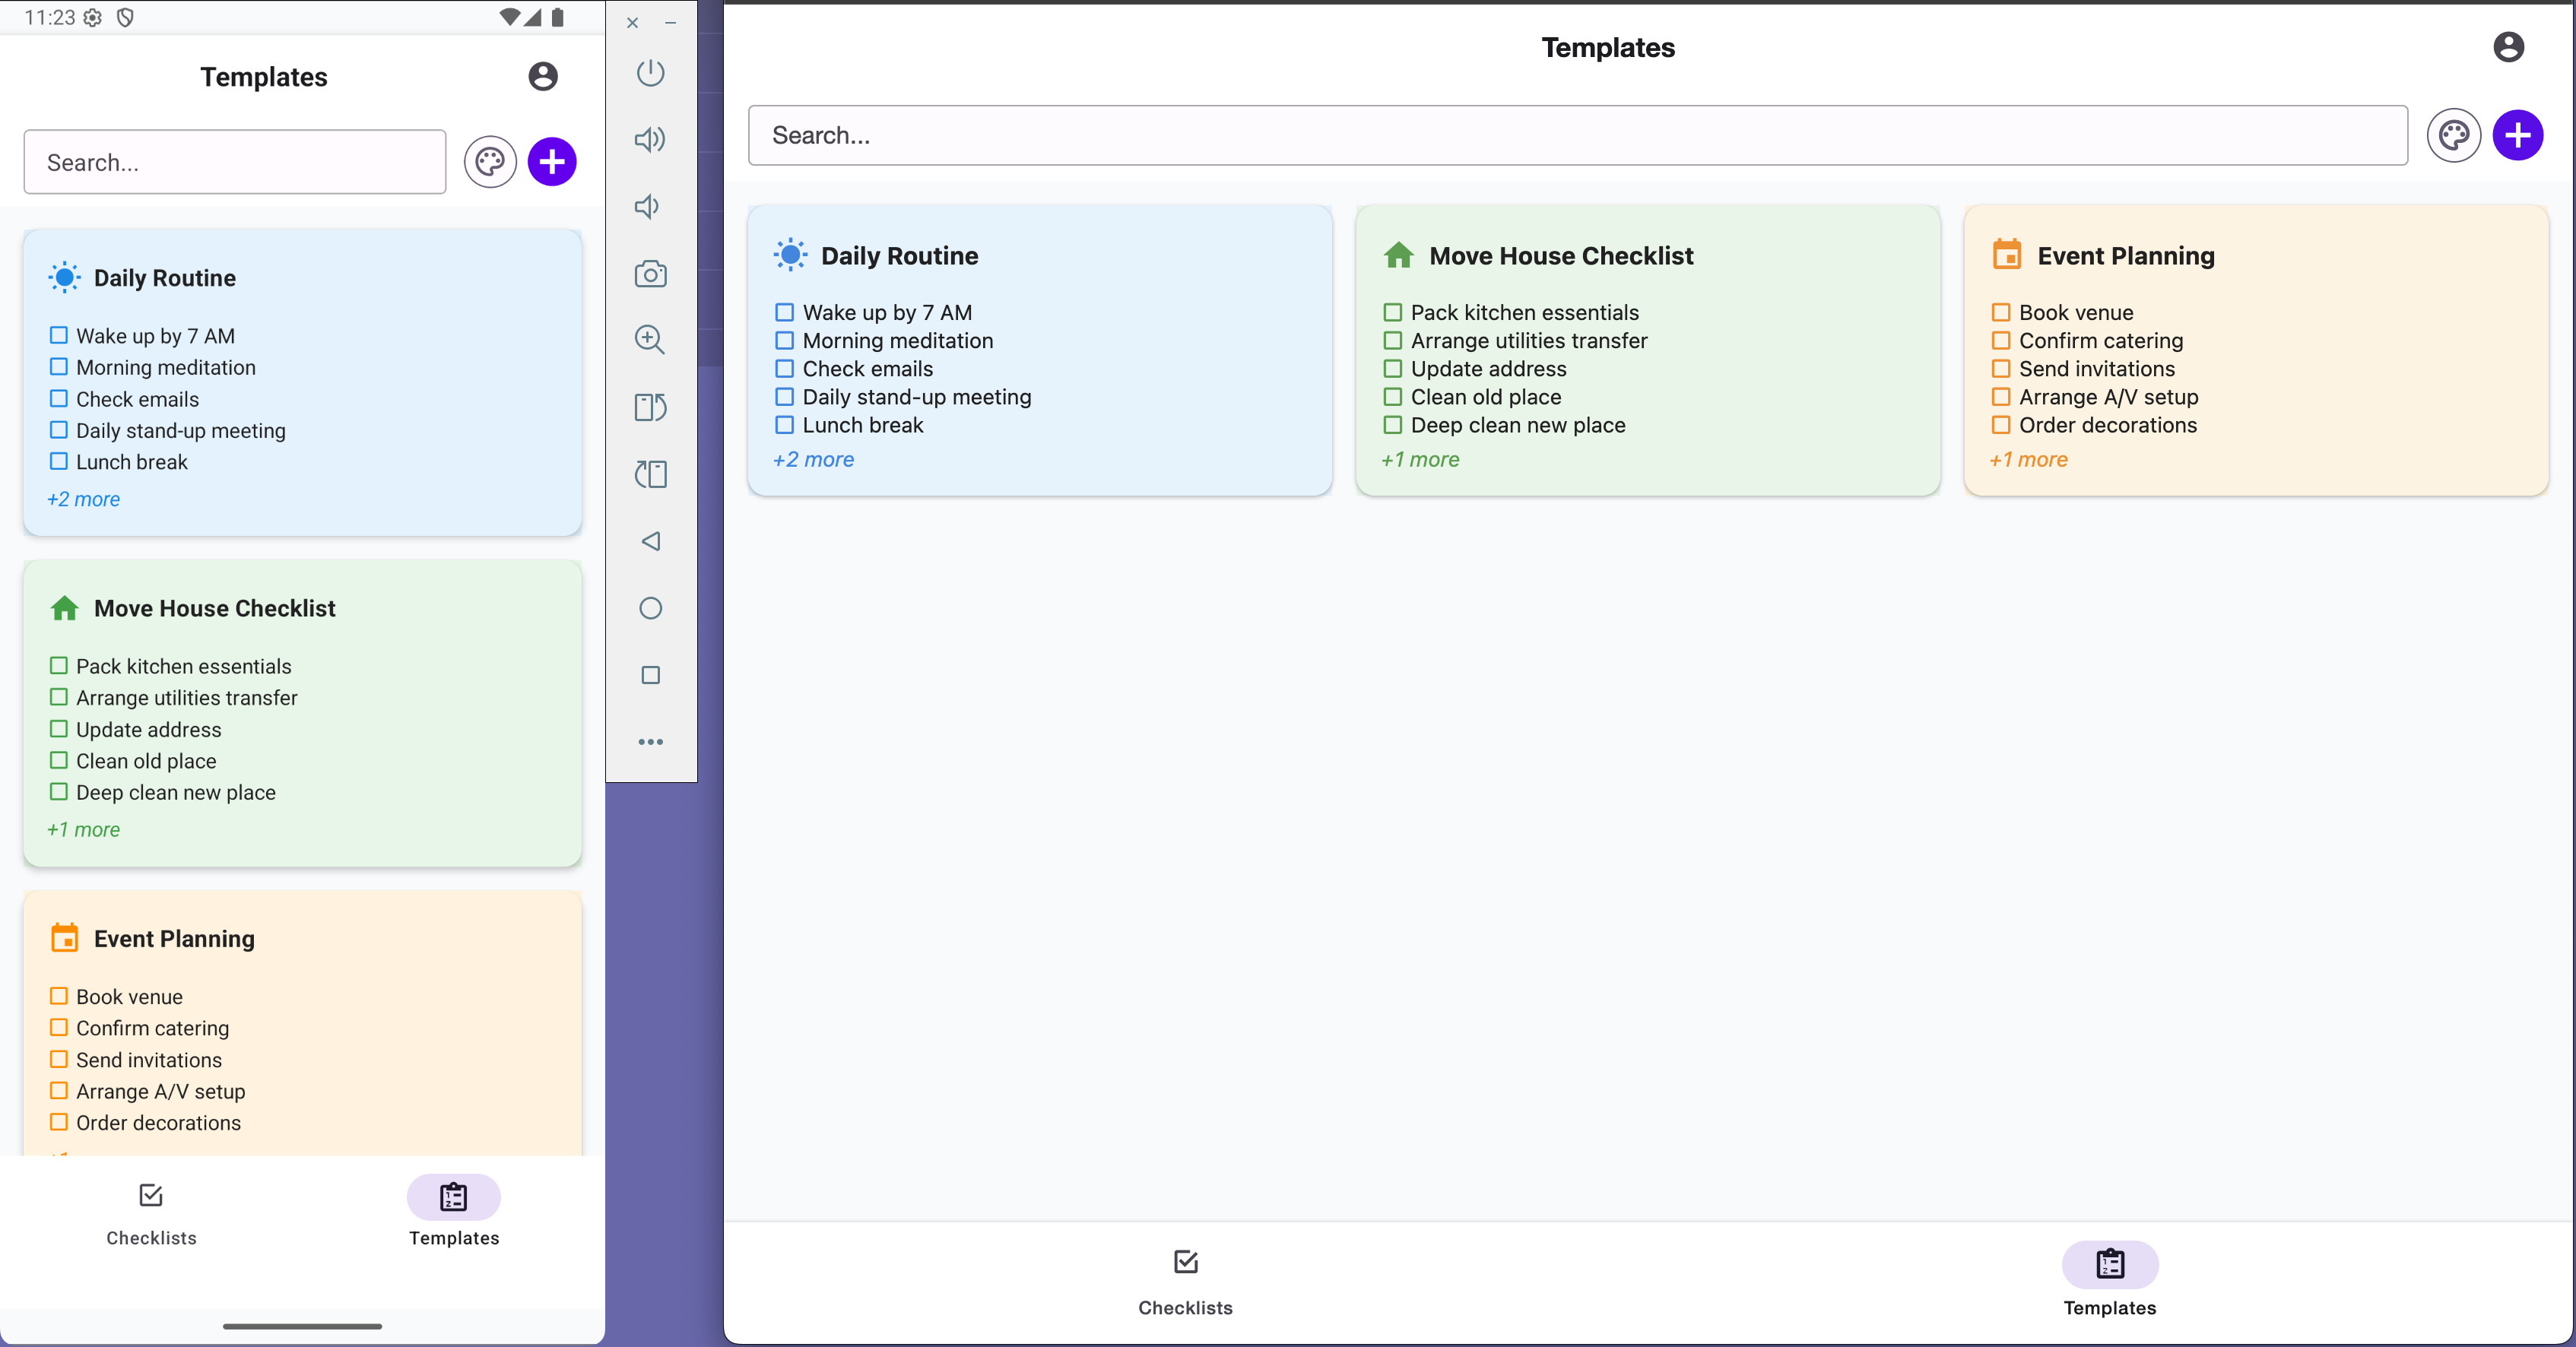 11:23
Templates
Search...
Daily Routine
Wake up by 7 AM
Morning meditation
Check emails
Daily stand-up meeting
Lunch break
+2 more
Move House Checklist
Pack kitchen essentials
Arrange utilities transfer
Update address
Clean old place
Deep clean new place
+1 more
Event Planning
Book venue
Confirm catering
Send invitations
Arrange A/V setup
Order decorations
Checklists
Templates
Templates
Search...
Daily Routine
Wake up by 7 AM
Morning meditation
Check emails
Daily stand-up meeting
Lunch break
+2 more
Move House Checklist
Pack kitchen essentials
Arrange utilities transfer
Update address
Clean old place
Deep clean new place
+1 more
Event Planning
Book venue
Confirm catering
Send invitations
Arrange A/V setup
Order decorations
+1 more
Checklists
Templates